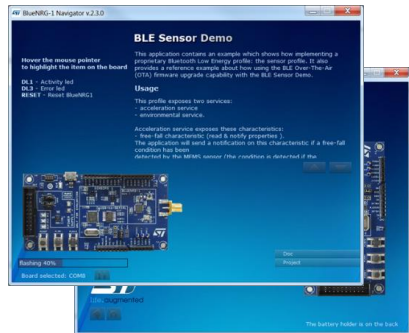 BlueNRG-1 Navigator v.2.3.0
BLE Sensor Demo
Hover the mouse pointer
to highlight the item on the board
DL1 - Activity led
DL3 - Error led
RESET - Reset BlueNRG1
This application contains an example which shows how implementing a
proprietary Bluetooth Low Energy profile: the sensor profile. It also
provides a reference example about how using the BLE Over-The-Air
(OTA) firmware upgrade capability with the BLE Sensor Demo.
Usage
This profile exposes two services:
- acceleration service
- environmental service.
Acceleration service exposes these characteristics:
- free-fall characteristic (read & notify properties ).
The application will send a notification on this characteristic if a free-fall
condition has been
detected by the MEMS sensor (the condition is detected if the
flashing 40%
Board selected: COM8
Doc
Project
life.augmented
The battery holder is on the back